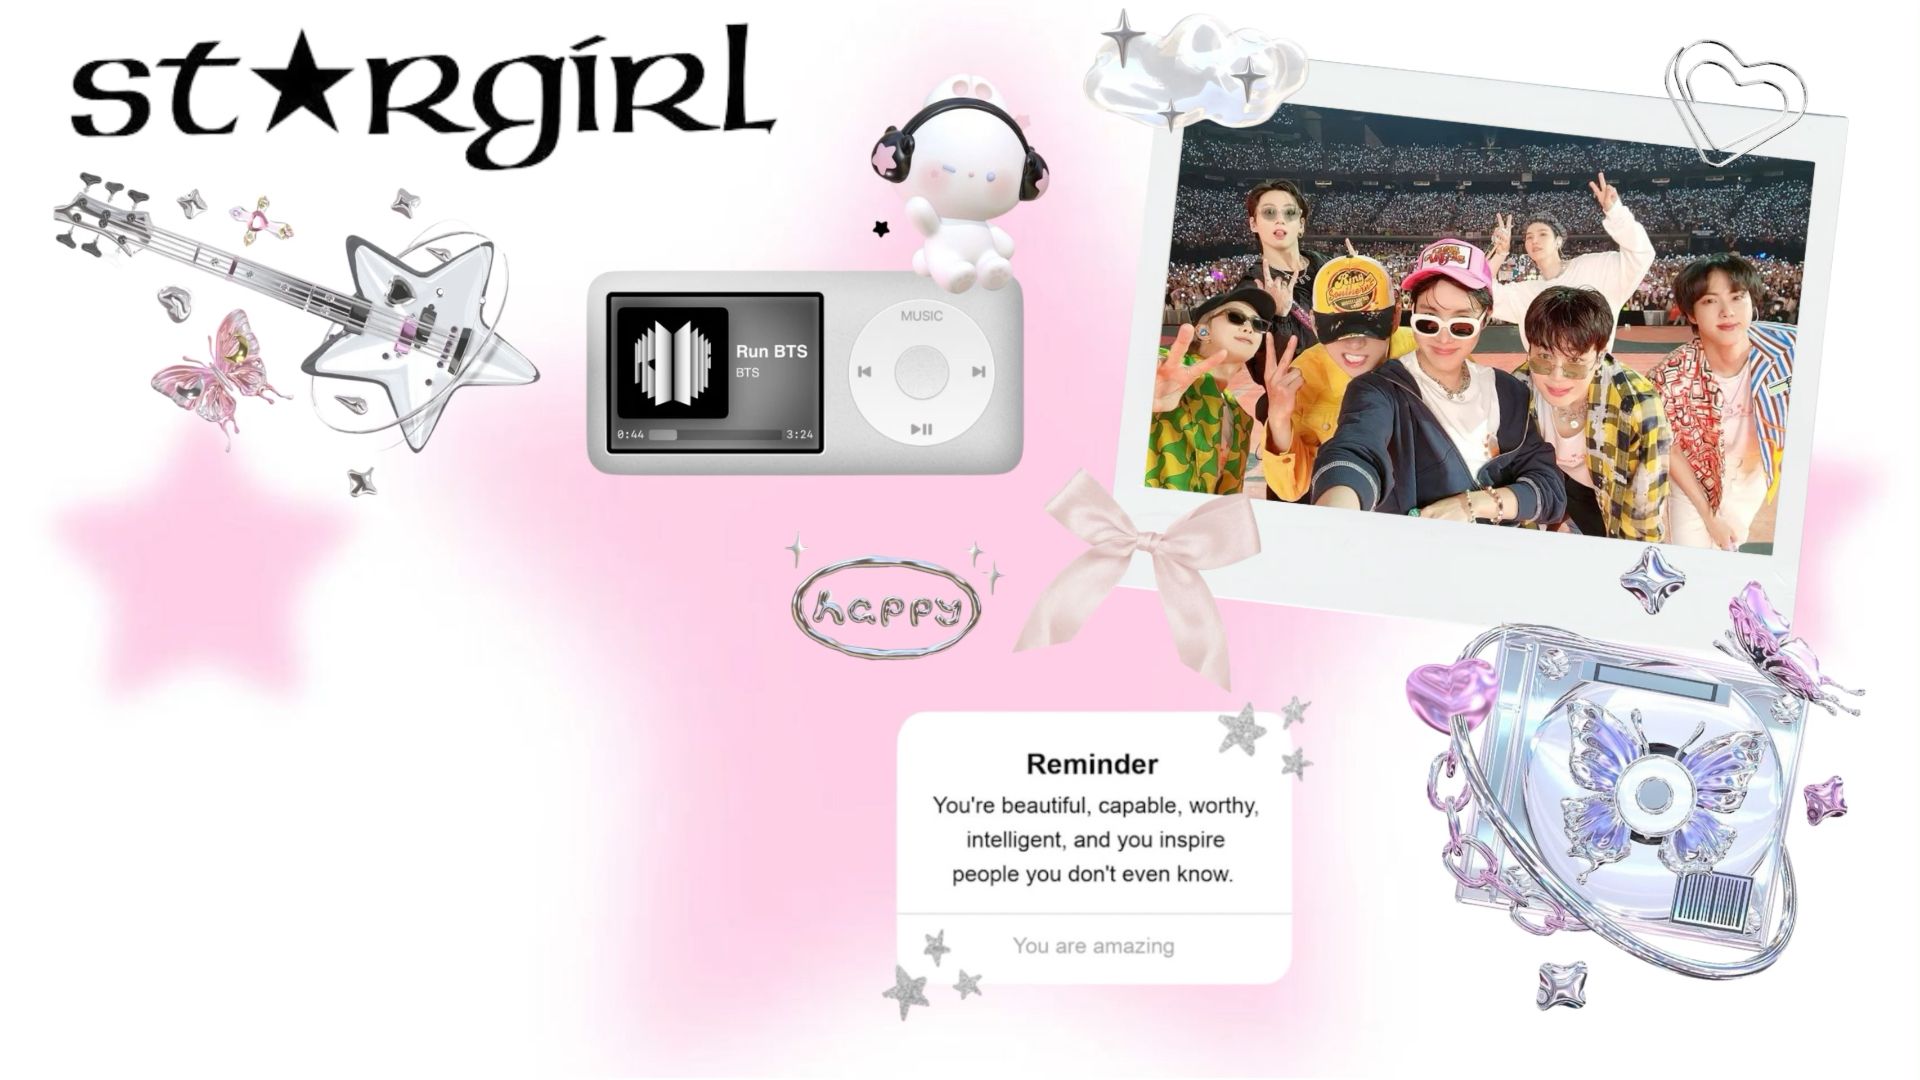 st★rgirl
MUSIC
Run BTS
BTS
0:44 3:24
happy
Reminder
You're beautiful, capable, worthy,
intelligent, and you inspire
people you don't even know.
You are amazing